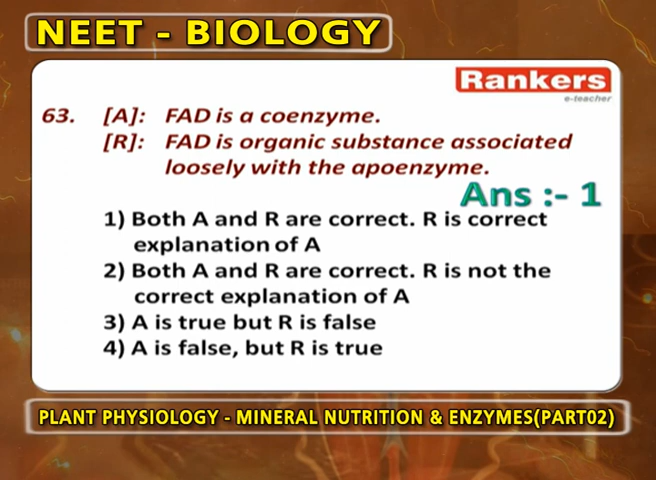 NEET - BIOLOGY
Rankers
e-teacher
63. [A]: FAD is a coenzyme.
[R]: FAD is organic substance associated
loosely with the apoenzyme.
Ans :- 1
1) Both A and R are correct. R is correct
explanation of A
2) Both A and R are correct. R is not the
correct explanation of A
3) A is true but R is false
4) A is false, but R is true
PLANT PHYSIOLOGY - MINERAL NUTRITION & ENZYMES(PART02)